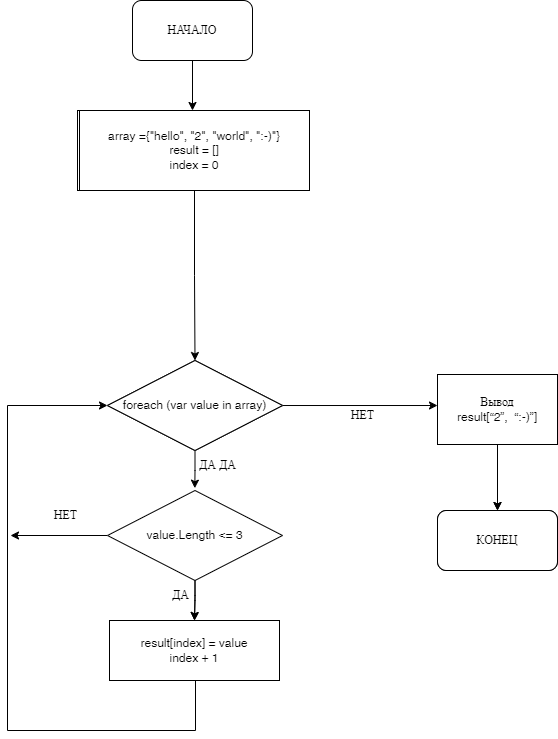 НАЧАЛО
array ={"hello", "2", "world", ":-)"}
result = []
index = 0
foreach (var value in array)
НЕТ
Вывод
result[“2”, “:-)”]
ДА ДА
НЕТ
value.Length <= 3
КОНЕЦ
ДА
result[index] = value
index + 1